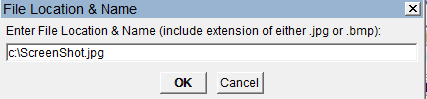 File Location & Name
Enter File Location & Name (include extension of either .jpg or .bmp):
c:\ScreenShot.jpg
OK Cancel